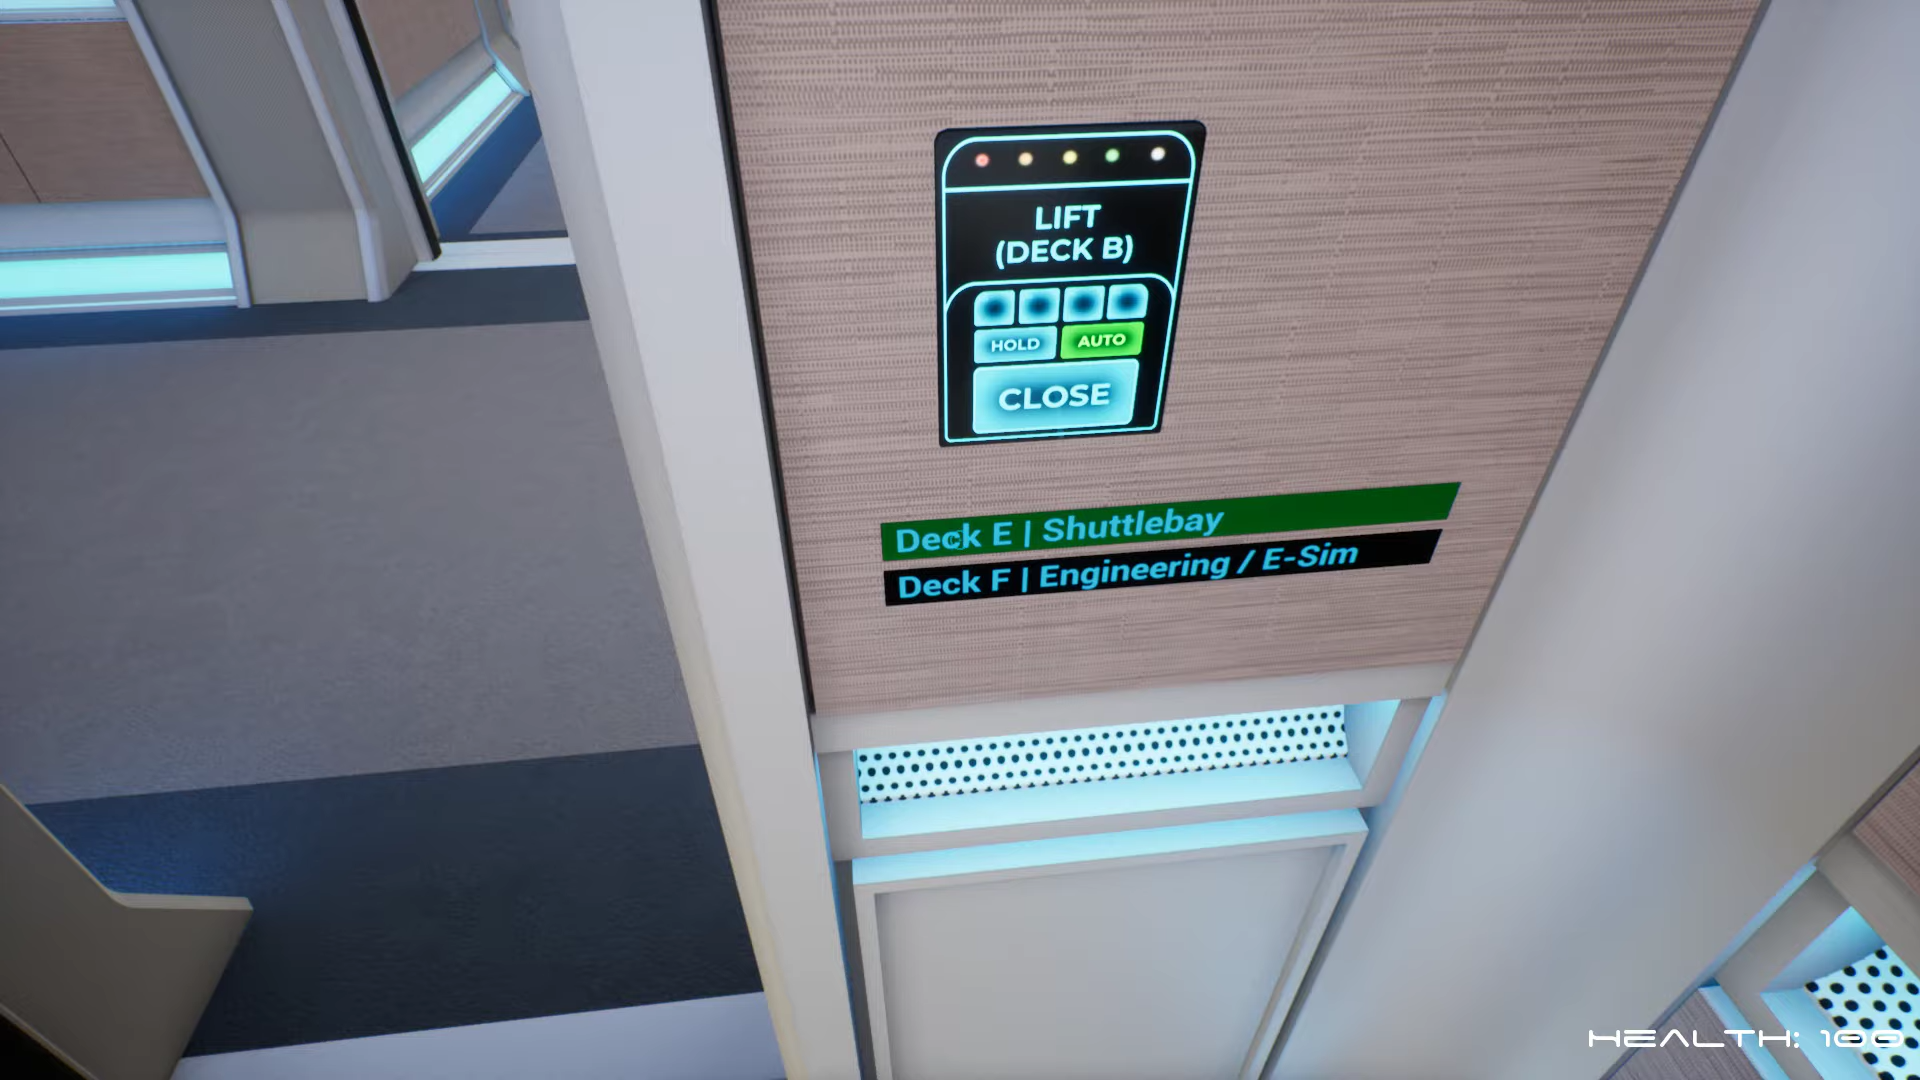 LIFT
(DECK B)
HOLD AUTO
CLOSE
Deck E | Shuttlebay
Deck F | Engineering / E-Sim
HEALTH: 100